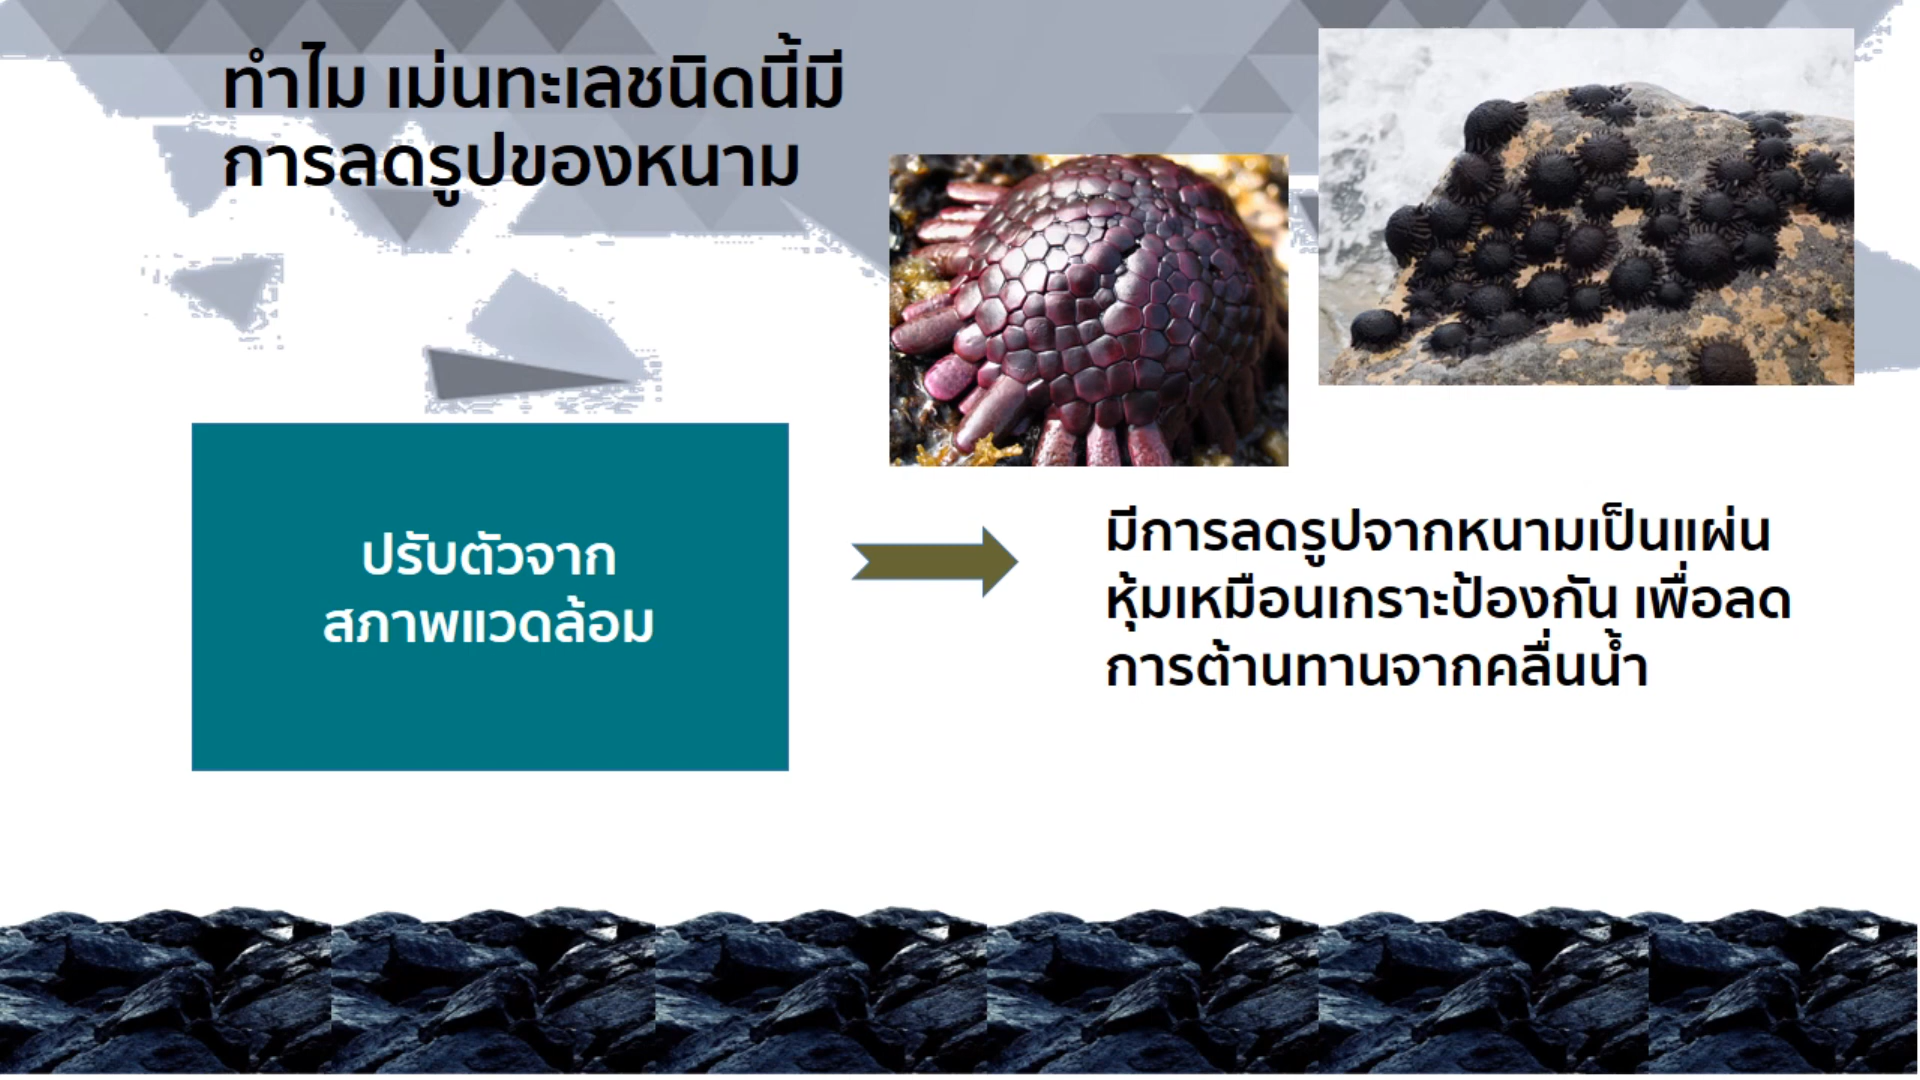 ทำไม เม่นทะเลชนิดนี้มี
การลดรูปของหนาม
ปรับตัวจาก
สภาพแวดล้อม
มีการลดรูปจากหนามเป็นแผ่น
หุ้มเหมือนเกราะป้องกัน เพื่อลด
การต้านทานจากคลื่นน้ำ